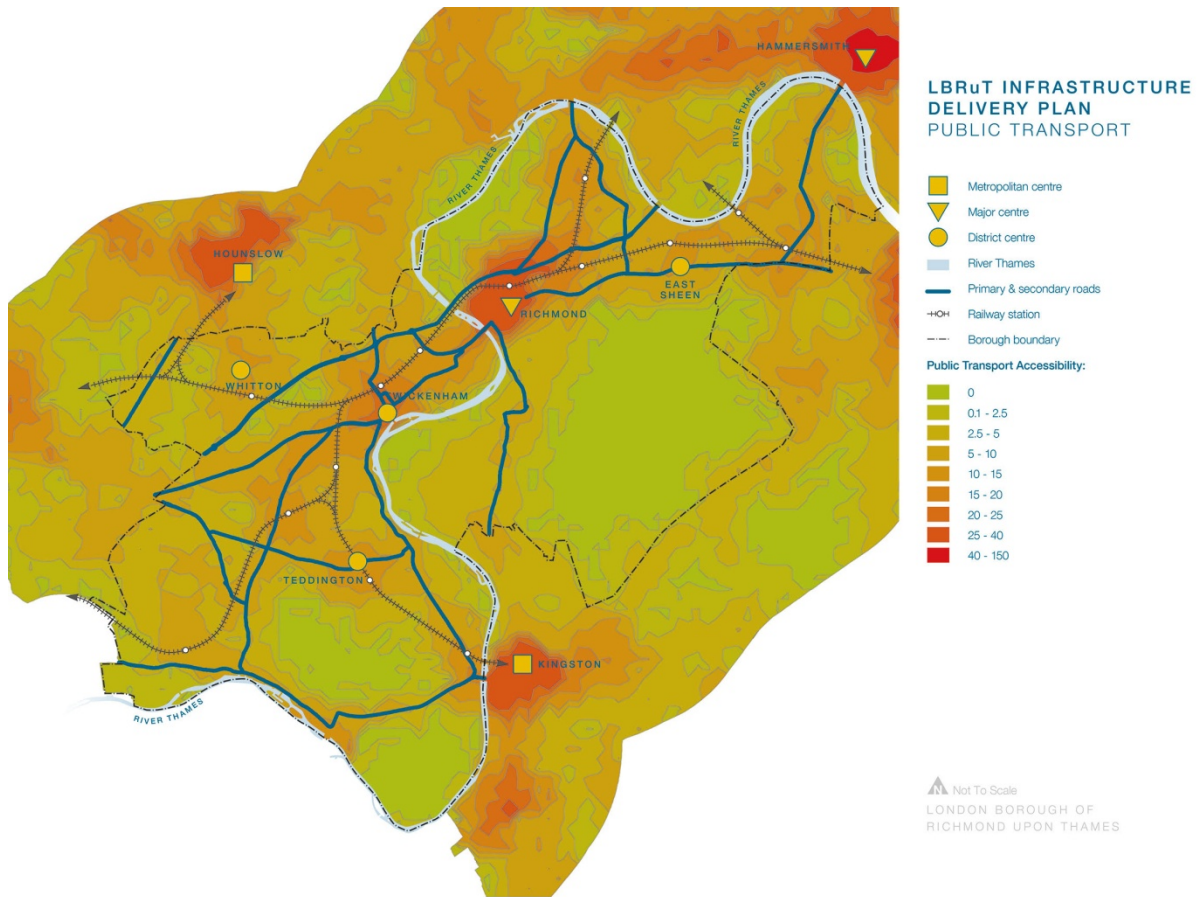 HAMMERSMITH
RIVER THAMES
RIVER THAMES
HOUNSLOW
EAST
SHEEN
RICHMOND
WHITTON
WICKENHAM
TEDDINGTON
KINGSTON
RIVER THAMES
LBRuT INFRASTRUCTURE
DELIVERY PLAN
PUBLIC TRANSPORT
Metropolitan centre
Major centre
District centre
River Thames
Primary & secondary roads
Railway station
Borough boundary
Public Transport Accessibility:
0
0.1 - 2.5
2.5 - 5
5 - 10
10 - 15
15 - 20
20 - 25
25 - 40
40 - 150
N Not To Scale
LONDON BOROUGH OF
RICHMOND UPON THAMES